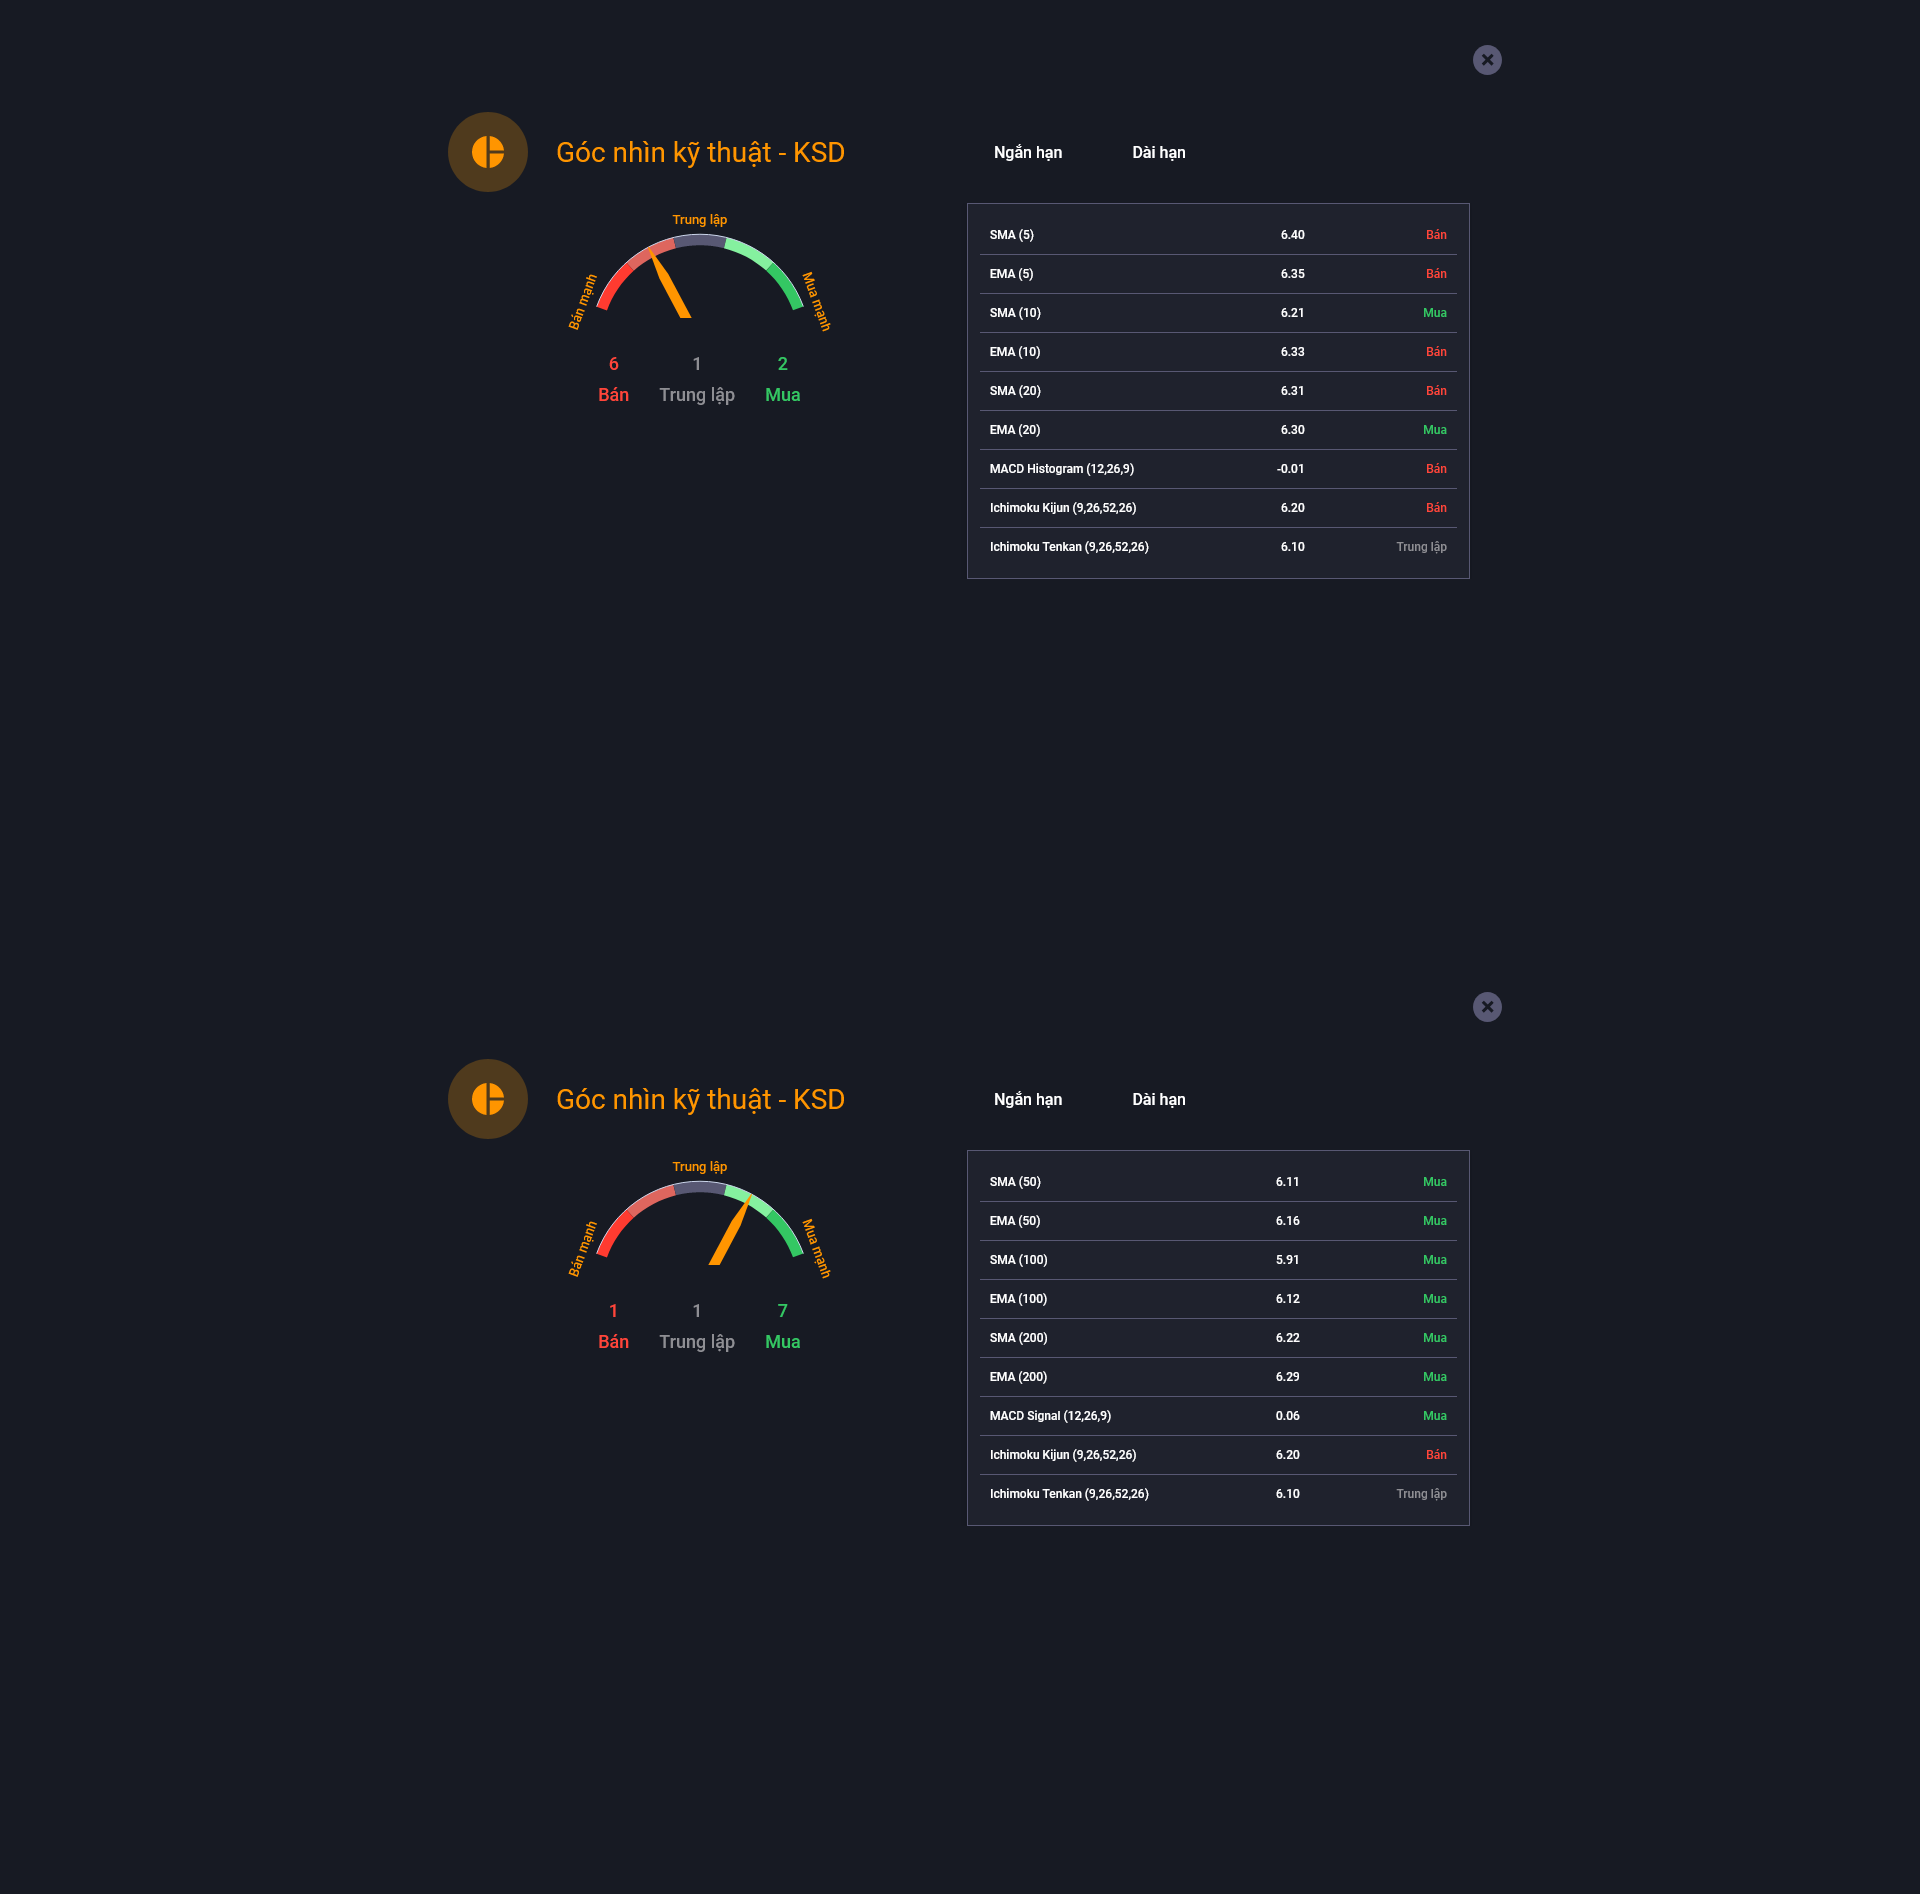 Góc nhìn kỹ thuật - KSD
Ngắn hạn Dài hạn
Trung lập
Bán mạnh
Mua mạnh
6 1 2
Bán Trung lập Mua
SMA (5) 6.40 Bán
EMA (5) 6.35 Bán
SMA (10) 6.21 Mua
EMA (10) 6.33 Bán
SMA (20) 6.31 Bán
EMA (20) 6.30 Mua
MACD Histogram (12,26,9) -0.01 Bán
Ichimoku Kijun (9,26,52,26) 6.20 Bán
Ichimoku Tenkan (9,26,52,26) 6.10 Trung lập
Góc nhìn kỹ thuật - KSD
Ngắn hạn Dài hạn
Trung lập
Bán mạnh
Mua mạnh
1 1 7
Bán Trung lập Mua
SMA (50) 6.11 Mua
EMA (50) 6.16 Mua
SMA (100) 5.91 Mua
EMA (100) 6.12 Mua
SMA (200) 6.22 Mua
EMA (200) 6.29 Mua
MACD Signal (12,26,9) 0.06 Mua
Ichimoku Kijun (9,26,52,26) 6.20 Bán
Ichimoku Tenkan (9,26,52,26) 6.10 Trung lập